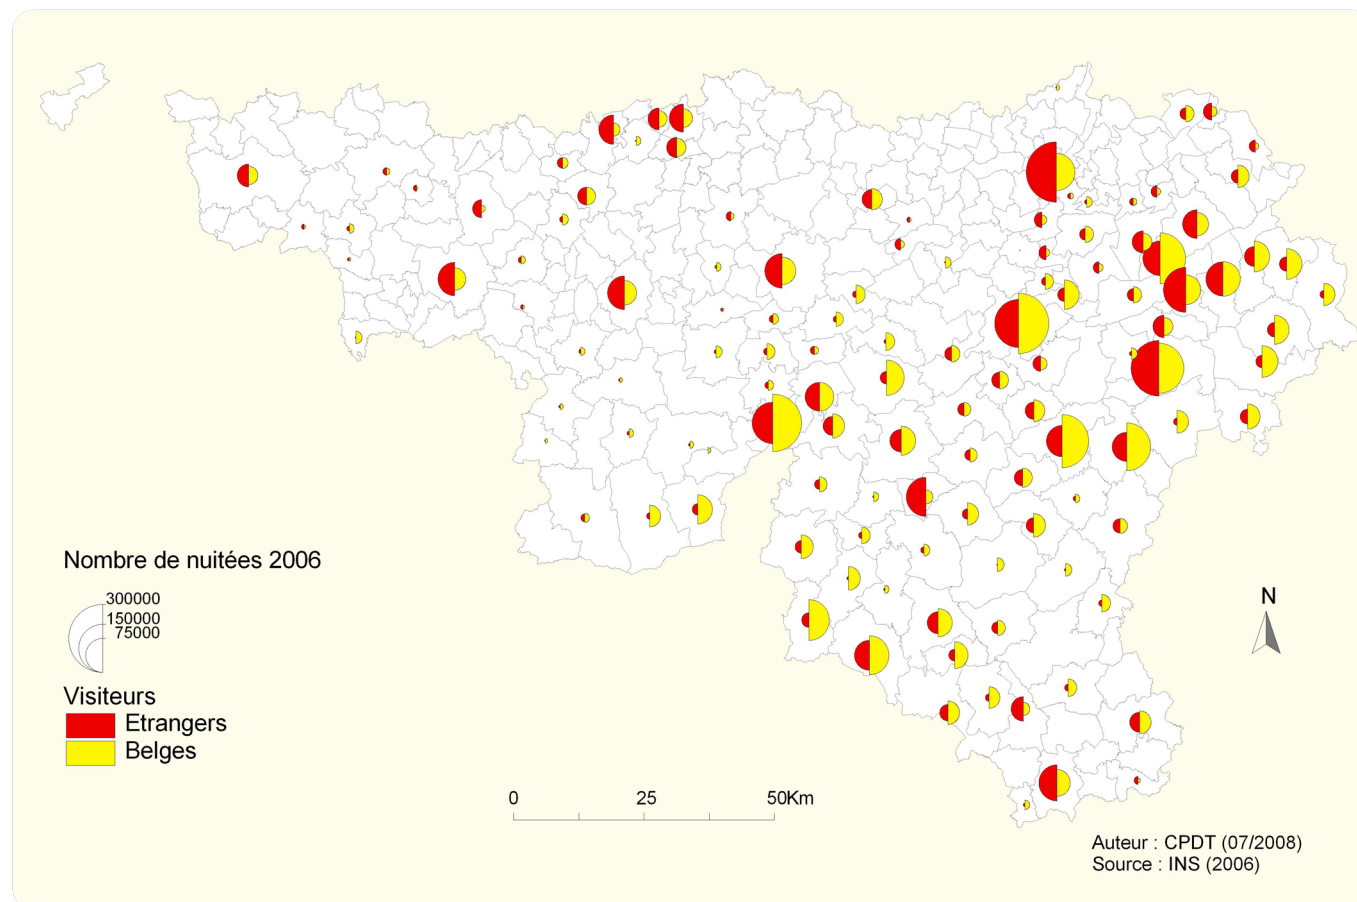 Nombre de nuitées 2006
300000
150000
75000
Visiteurs
Etrangers
Belges
0 25 50Km
N
Auteur : CPDT (07/2008)
Source : INS (2006)